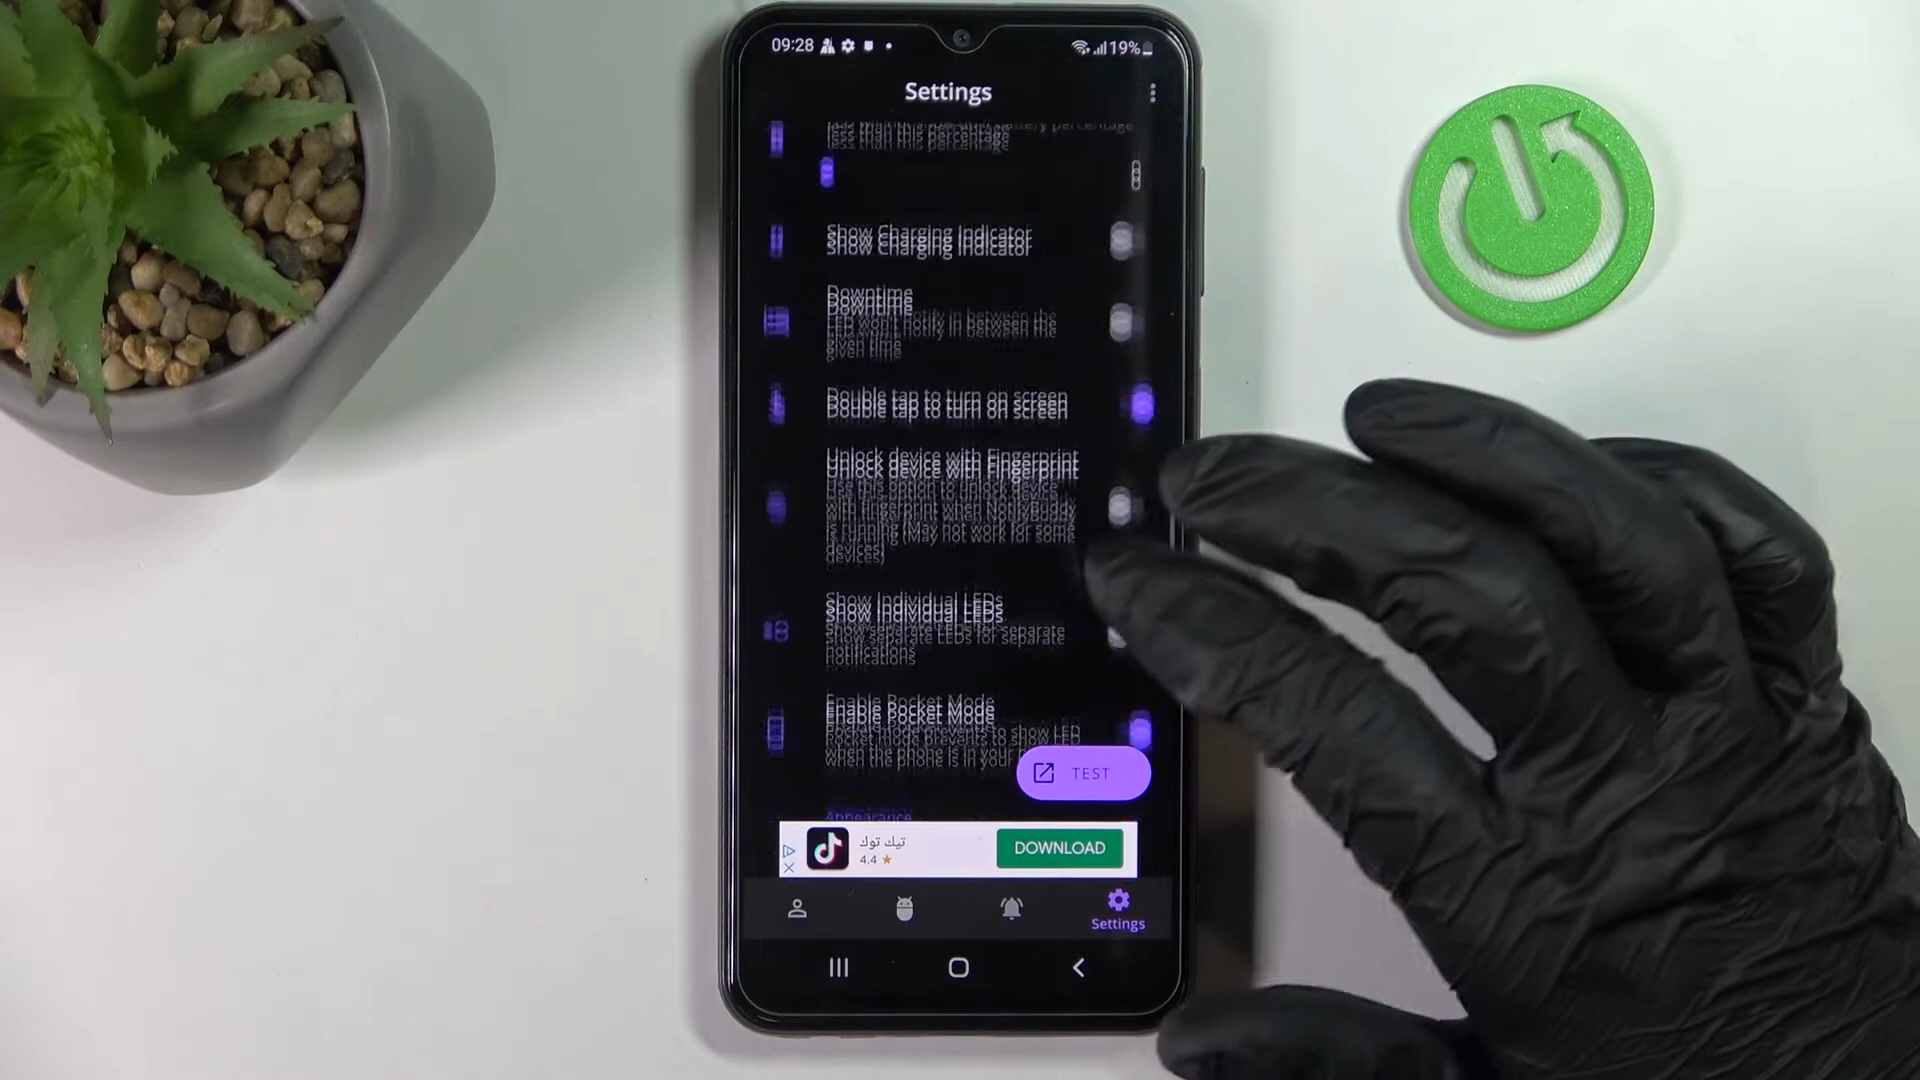 09:28
19%
Settings
less than this percentage
Show Charging Indicator
Downtime
LED won't notify in between the
given time
Double tap to turn on screen
Unlock device with Fingerprint
Use this option to unlock device
with fingerprint when NotifyBuddy
is running (May not work for some
devices)
Show Individual LEDs
Show separate LEDs for separate
notifications
Enable Pocket Mode
Pocket mode prevents to show LED
when the phone is in your
TEST
Appearance
تيك توك
4.4 ★
DOWNLOAD
Settings